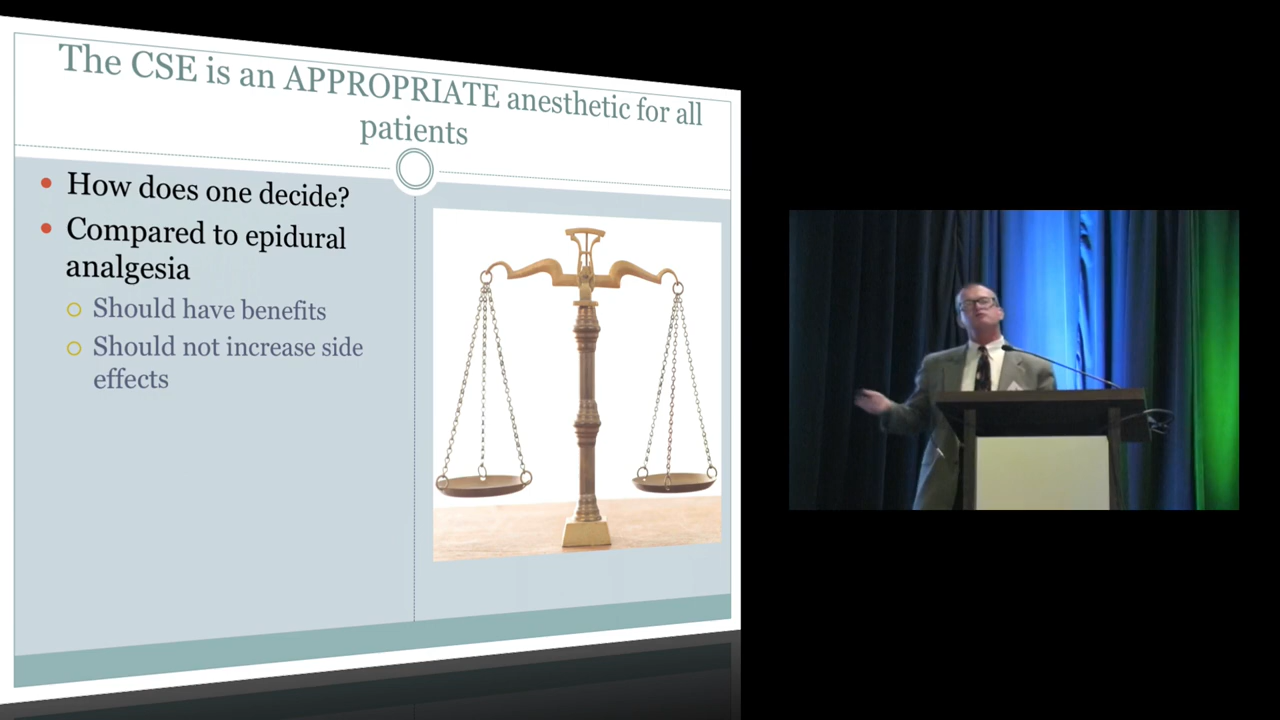 The CSE is an APPROPRIATE anesthetic for all
patients
How does one decide?
Compared to epidural
analgesia
Should have benefits
Should not increase side
effects